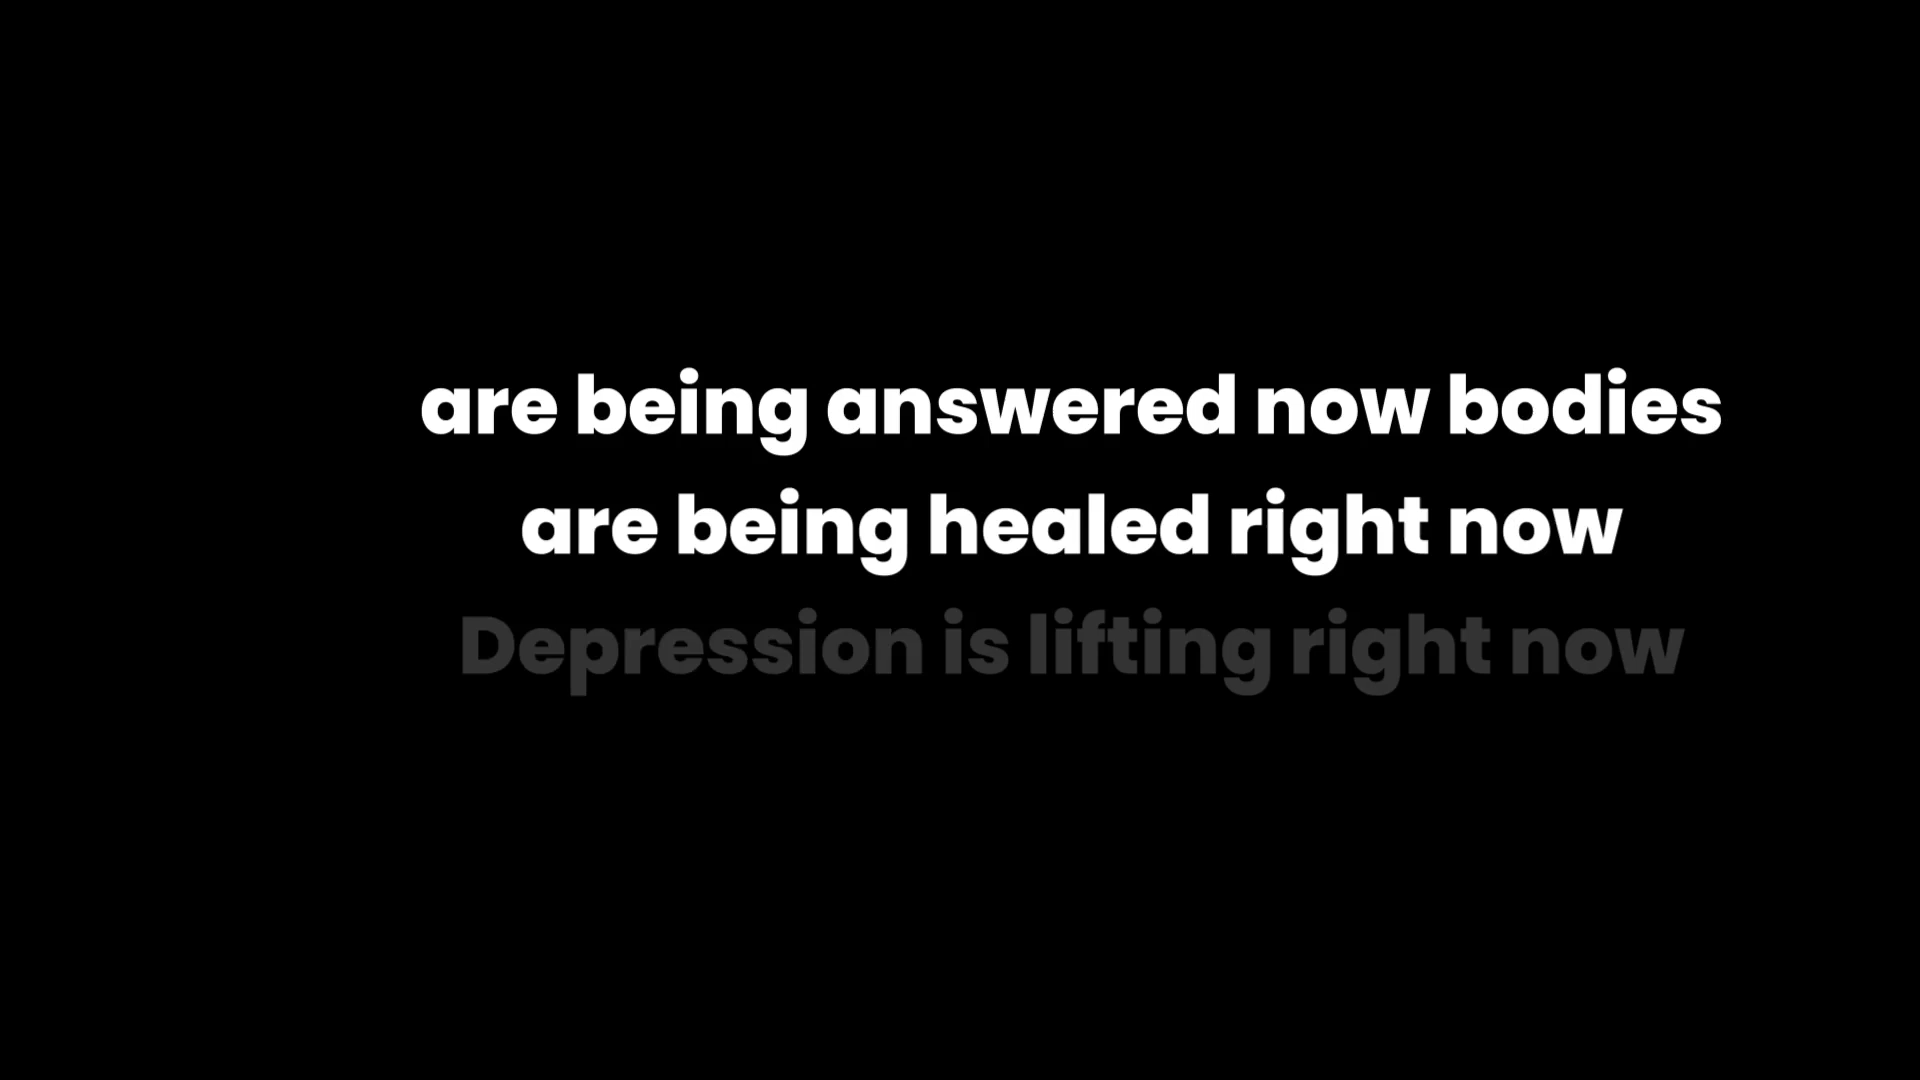 are being answered now bodies
are being healed right now
Depression is lifting right now